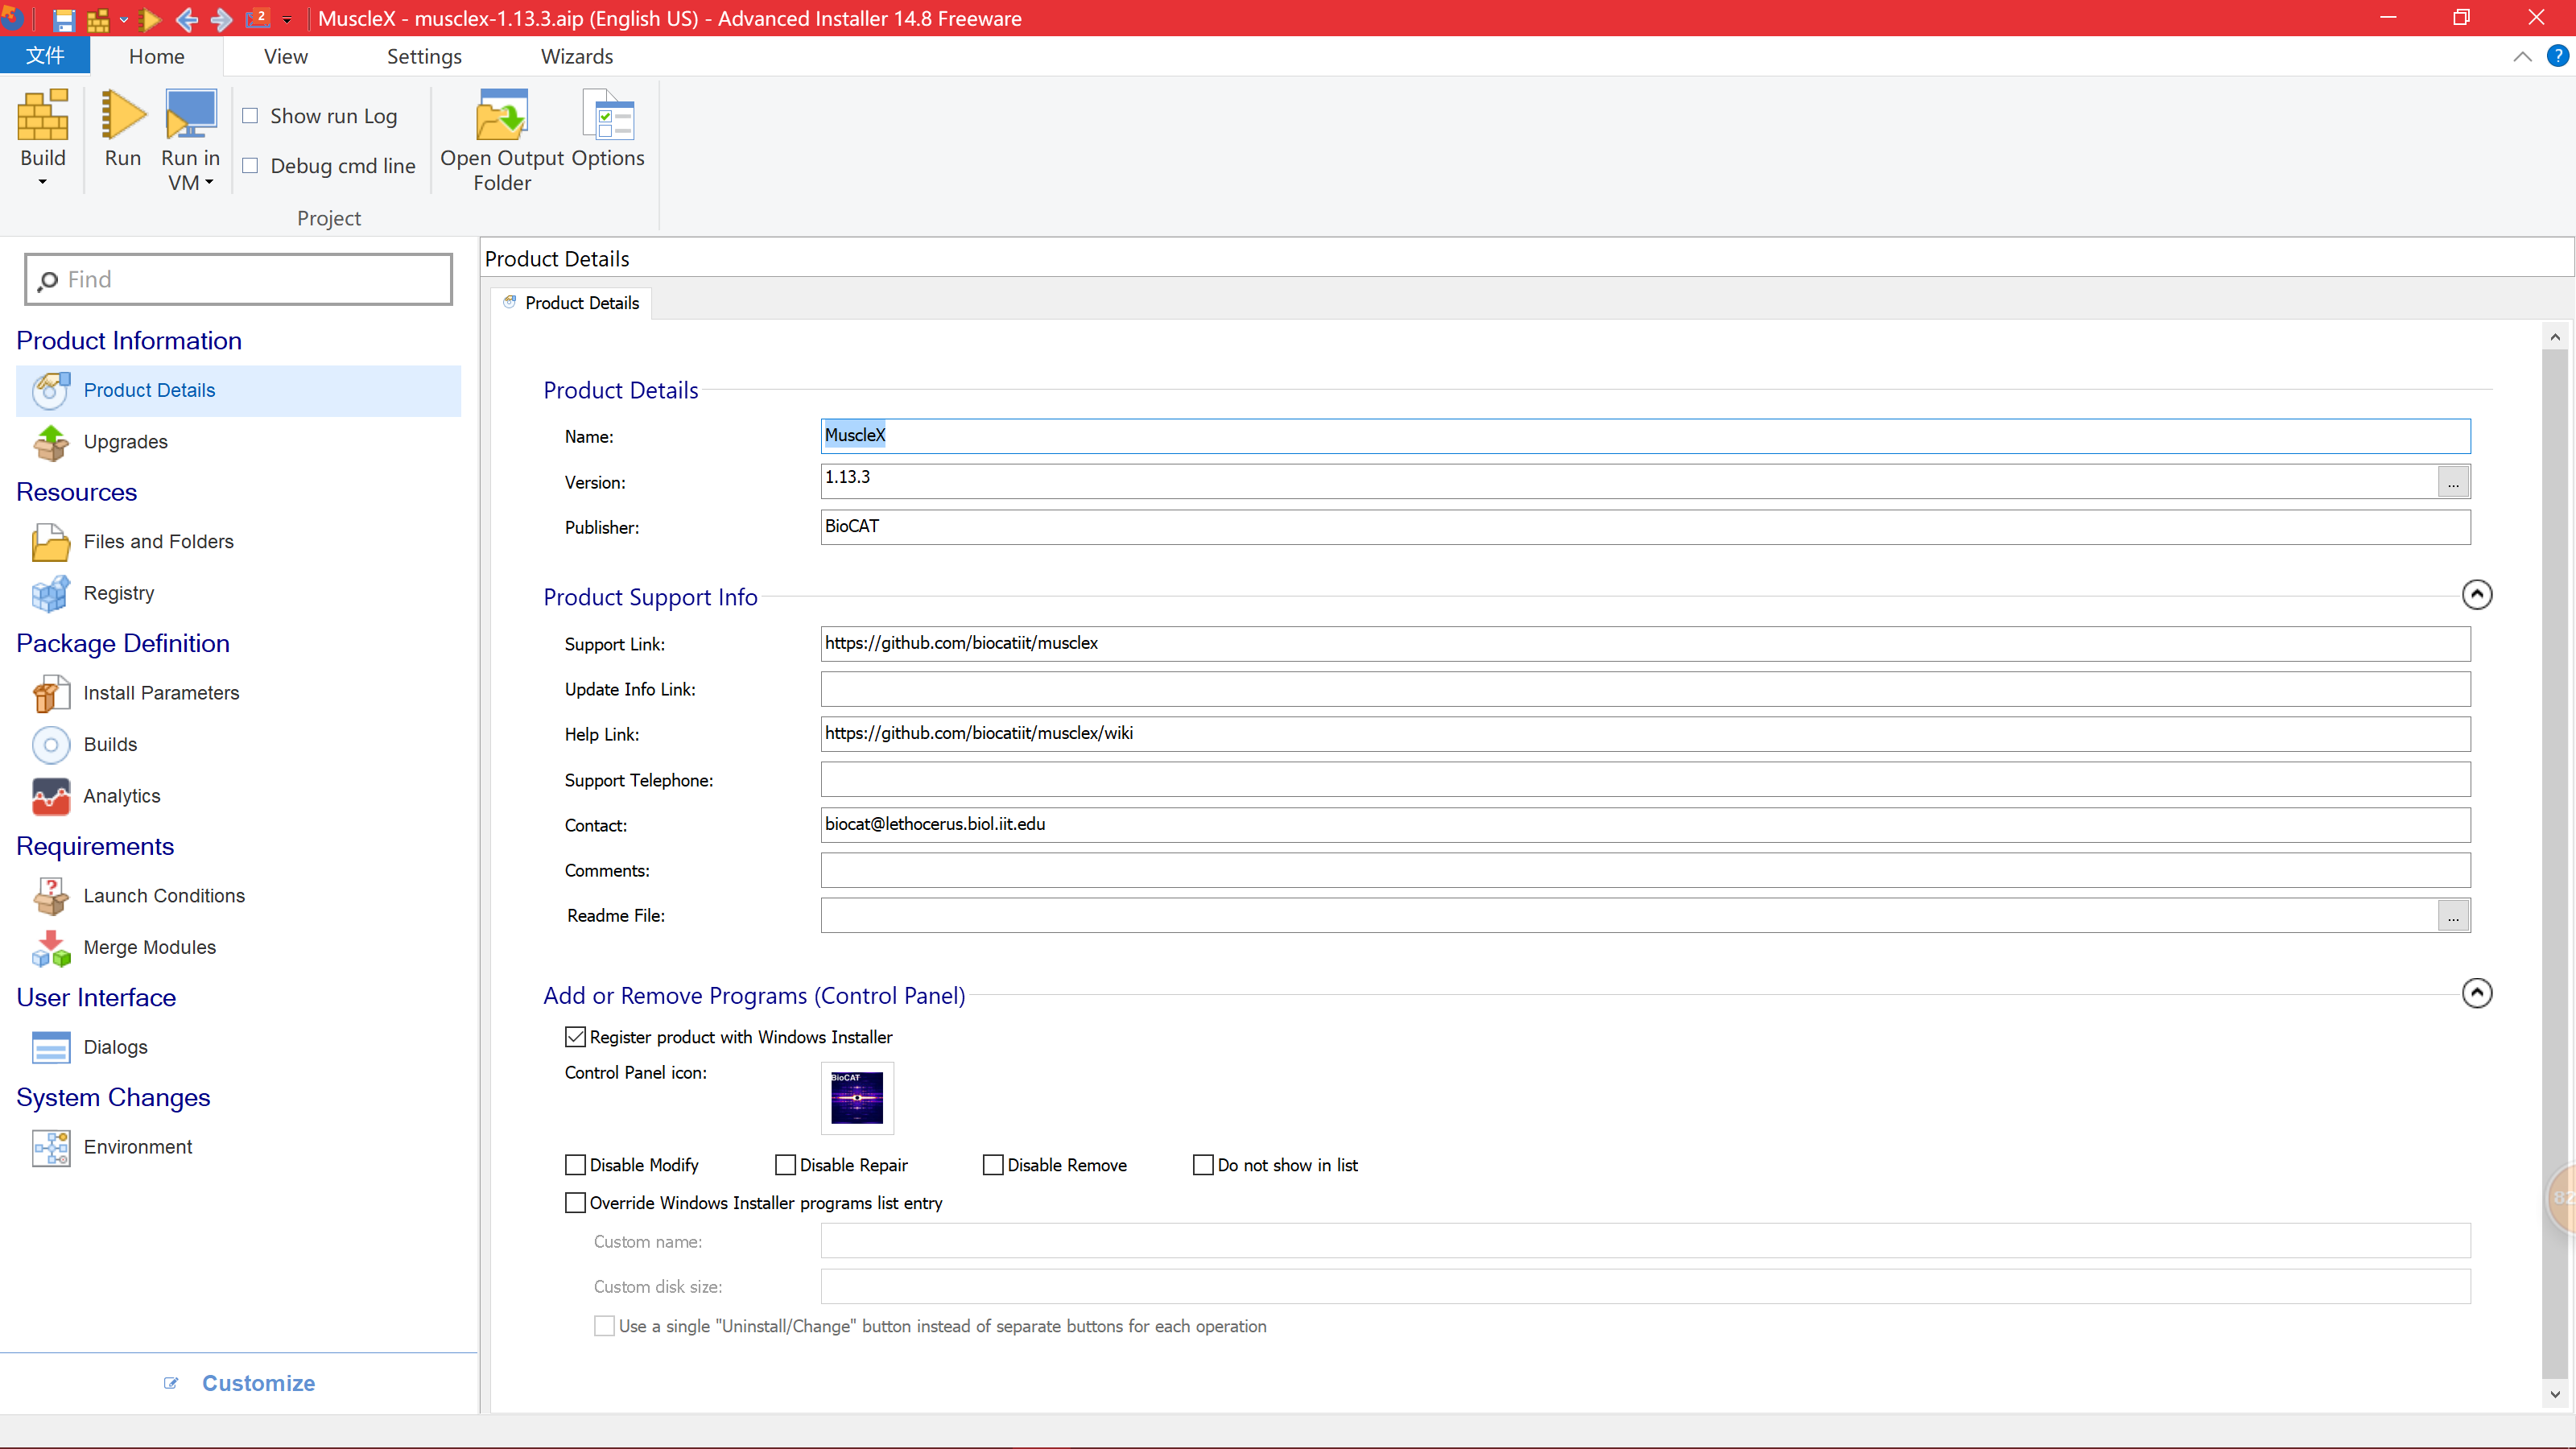 2
MuscleX - musclex-1.13.3.aip (English US) - Advanced Installer 14.8 Freeware
文件
Home
View
Settings
Wizards
?
Build
Run
Run in
VM
Show run Log
Debug cmd line
Open Output
Folder
Options
Project
Find
Product Information
Product Details
Upgrades
Resources
Files and Folders
Registry
Package Definition
Install Parameters
Builds
Analytics
Requirements
Launch Conditions
Merge Modules
User Interface
Dialogs
System Changes
Environment
Customize
Product Details
Product Details
Product Details
Name: MuscleX
Version: 1.13.3 ...
Publisher: BioCAT
Product Support Info
Support Link: https://github.com/biocatiit/musclex
Update Info Link:
Help Link: https://github.com/biocatiit/musclex/wiki
Support Telephone:
Contact: biocat@lethocerus.biol.iit.edu
Comments:
Readme File: ...
Add or Remove Programs (Control Panel)
Register product with Windows Installer
Control Panel icon:
BioCAT
Disable Modify Disable Repair Disable Remove Do not show in list
Override Windows Installer programs list entry
82
Custom name:
Custom disk size:
Use a single "Uninstall/Change" button instead of separate buttons for each operation